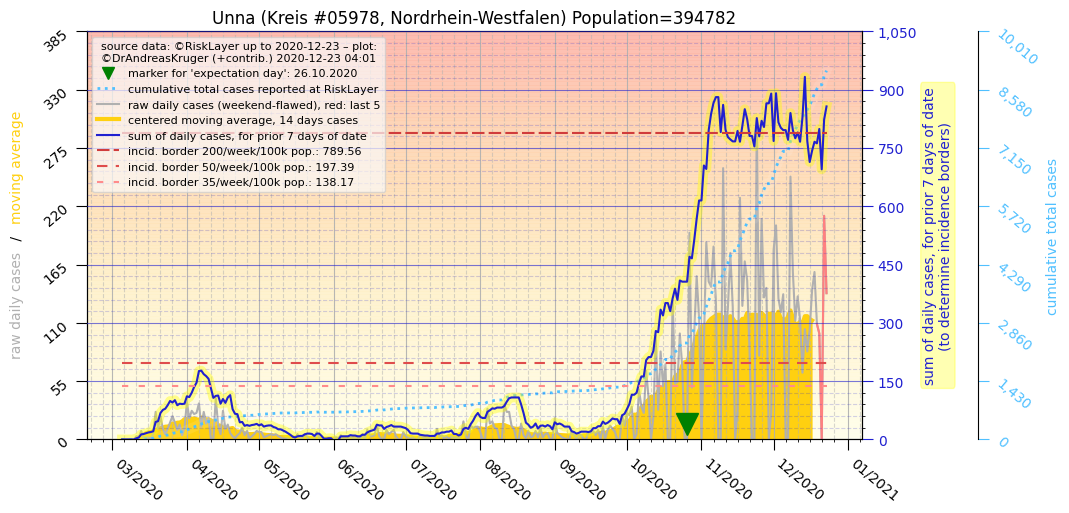 Unna (Kreis #05978, Nordrhein-Westfalen) Population=394782
source data: ©RiskLayer up to 2020-12-23 – plot:
©DrAndreasKruger (+contrib.) 2020-12-23 04:01
marker for 'expectation day': 26.10.2020
cumulative total cases reported at RiskLayer
raw daily cases (weekend-flawed), red: last 5
centered moving average, 14 days cases
sum of daily cases, for prior 7 days of date
incid. border 200/week/100k pop.: 789.56
incid. border 50/week/100k pop.: 197.39
incid. border 35/week/100k pop.: 138.17
raw daily cases / moving average
385
330
275
220
165
110
55
0
03/2020
04/2020
05/2020
06/2020
07/2020
08/2020
09/2020
10/2020
11/2020
12/2020
01/2021
1,050
900
750
600
450
300
150
0
sum of daily cases, for prior 7 days of date
(to determine incidence borders)
10,010
8,580
7,150
5,720
4,290
2,860
1,430
0
cumulative total cases